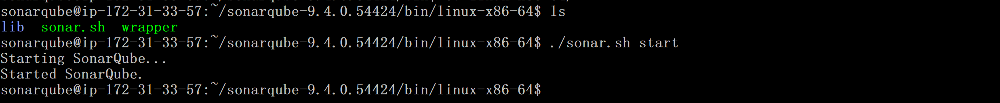 sonarqube@ip-172-31-33-57:~/sonarqube-9.4.0.54424/bin/linux-x86-64$ ls
lib  sonar.sh  wrapper
sonarqube@ip-172-31-33-57:~/sonarqube-9.4.0.54424/bin/linux-x86-64$ ./sonar.sh start
Starting SonarQube...
Started SonarQube.
sonarqube@ip-172-31-33-57:~/sonarqube-9.4.0.54424/bin/linux-x86-64$